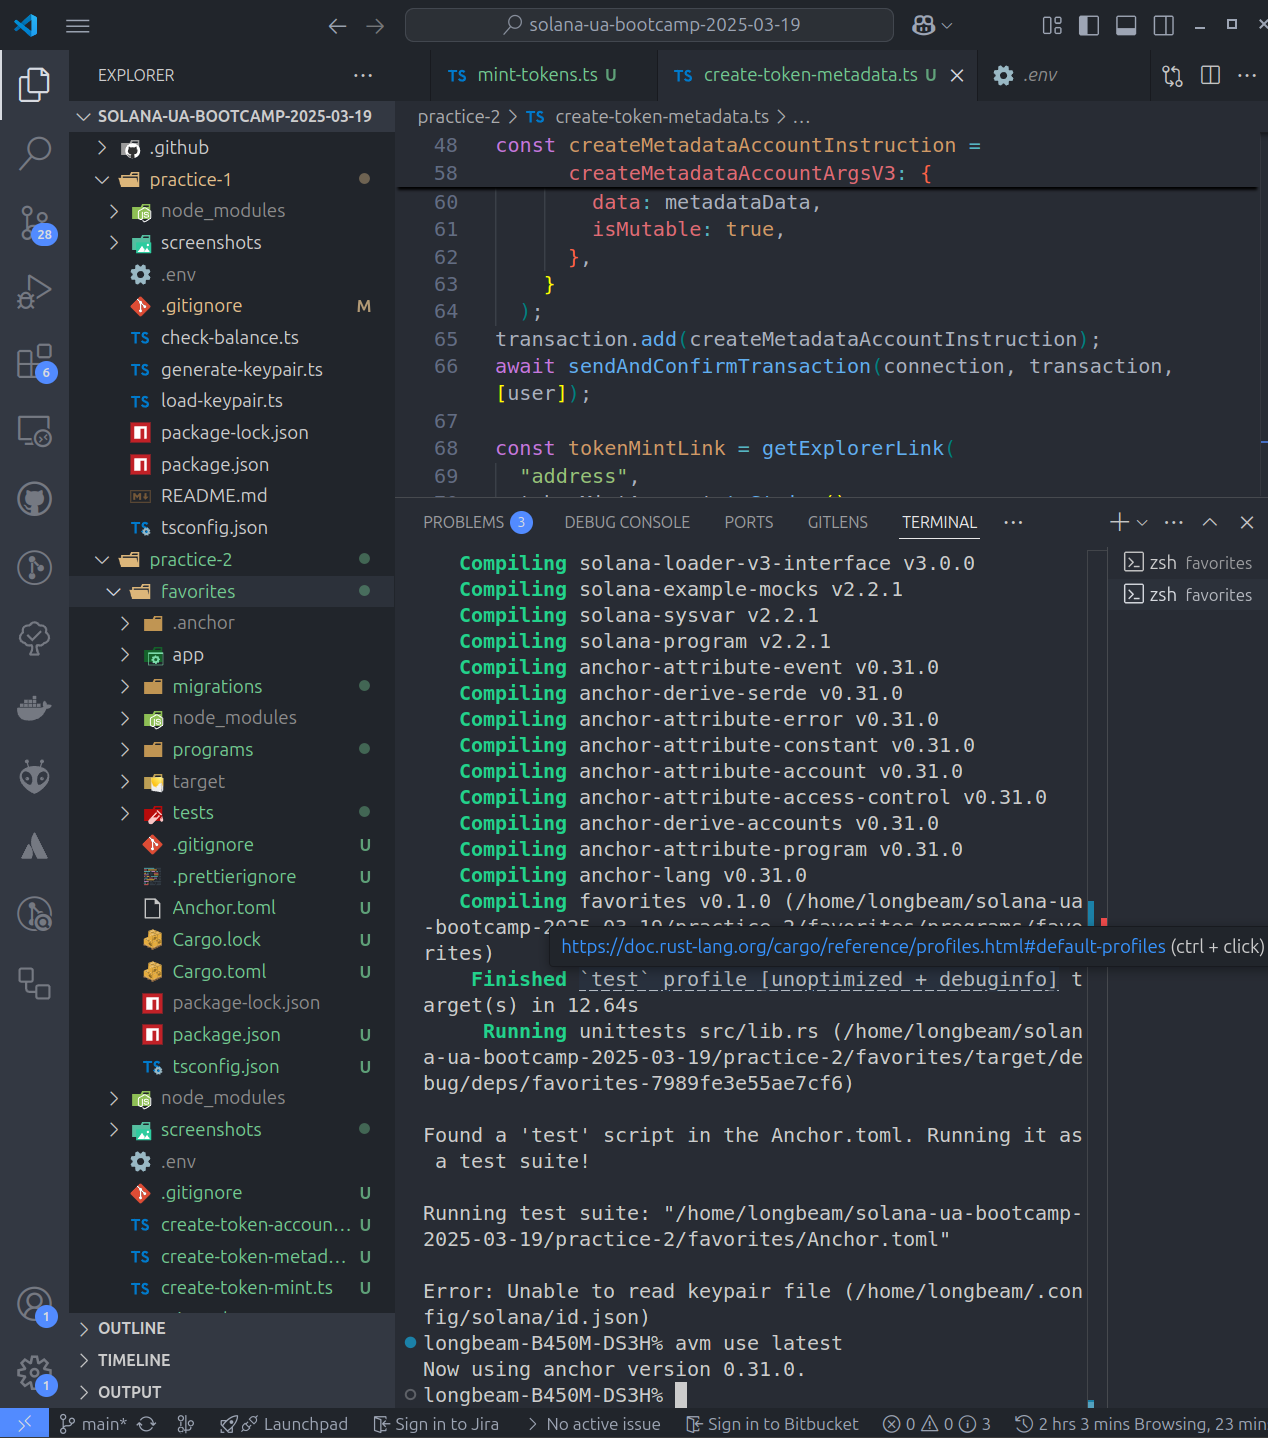 solana-ua-bootcamp-2025-03-19
EXPLORER
SOLANA-UA-BOOTCAMP-2025-03-19
.github
practice-1
node_modules
screenshots
.env
.gitignore M
TS check-balance.ts
TS generate-keypair.ts
TS load-keypair.ts
package-lock.json
package.json
README.md
TS tsconfig.json
practice-2
favorites
.anchor
app
migrations
node_modules
programs
target
tests
.gitignore U
.prettierignore U
Anchor.toml U
Cargo.lock U
Cargo.toml U
package-lock.json
package.json U
TS tsconfig.json U
node_modules
screenshots
.env
.gitignore U
TS create-token-accoun... U
TS create-token-metad... U
TS create-token-mint.ts U
OUTLINE
TIMELINE
OUTPUT
28
6
1
1
TS mint-tokens.ts U
TS create-token-metadata.ts U
.env
practice-2 > TS create-token-metadata.ts > ...
48 const createMetadataAccountInstruction =
58 createMetadataAccountArgsV3: {
60 data: metadataData,
61 isMutable: true,
62 },
63 }
64 );
65 transaction.add(createMetadataAccountInstruction);
66 await sendAndConfirmTransaction(connection, transaction,
[user]);
67
68 const tokenMintLink = getExplorerLink(
69 "address",
PROBLEMS 3 DEBUG CONSOLE PORTS GITLENS TERMINAL
zsh favorites
zsh favorites
Compiling solana-loader-v3-interface v3.0.0
Compiling solana-example-mocks v2.2.1
Compiling solana-sysvar v2.2.1
Compiling solana-program v2.2.1
Compiling anchor-attribute-event v0.31.0
Compiling anchor-derive-serde v0.31.0
Compiling anchor-attribute-error v0.31.0
Compiling anchor-attribute-constant v0.31.0
Compiling anchor-attribute-account v0.31.0
Compiling anchor-attribute-access-control v0.31.0
Compiling anchor-derive-accounts v0.31.0
Compiling anchor-attribute-program v0.31.0
Compiling anchor-lang v0.31.0
Compiling favorites v0.1.0 (/home/longbeam/solana-ua
-bootcamp-2025-03-19/practice-2/favorites/programs/favo
rites)
https://doc.rust-lang.org/cargo/reference/profiles.html#default-profiles (ctrl + click)
Finished `test` profile [unoptimized + debuginfo] t
arget(s) in 12.64s
Running unittests src/lib.rs (/home/longbeam/solan
a-ua-bootcamp-2025-03-19/practice-2/favorites/target/de
bug/deps/favorites-7989fe3e55ae7cf6)
Found a 'test' script in the Anchor.toml. Running it as
a test suite!
Running test suite: "/home/longbeam/solana-ua-bootcamp-
2025-03-19/practice-2/favorites/Anchor.toml"
Error: Unable to read keypair file (/home/longbeam/.con
fig/solana/id.json)
longbeam-B450M-DS3H% avm use latest
Now using anchor version 0.31.0.
longbeam-B450M-DS3H%
main* Launchpad Sign in to Jira No active issue Sign in to Bitbucket 0 0 3 2 hrs 3 mins Browsing, 23 min